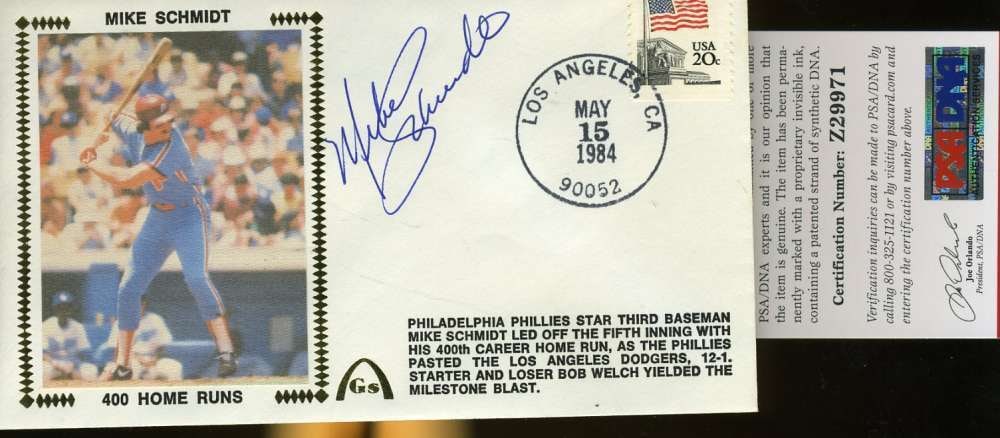 MIKE SCHMIDT
400 HOME RUNS
Mike Schmidt
LOS ANGELES, CA
MAY
15
1984
90052
USA
20c
PHILADELPHIA PHILLIES STAR THIRD BASEMAN
MIKE SCHMIDT LED OFF THE FIFTH INNING WITH
HIS 400th CAREER HOME RUN, AS THE PHILLIES
PASTED THE LOS ANGELES DODGERS, 12-1.
STARTER AND LOSER BOB WELCH YIELDED THE
MILESTONE BLAST.
Gs
PSA/DNA experts and it is our opinion that
the item is genuine. The item has been perma-
nently marked with a proprietary invisible ink,
containing a patented strand of synthetic DNA.
Certification Number: Z29971
Verification inquiries can be made to PSA/DNA by
calling 800-325-1121 or by visiting psacard.com and
entering the certification number above.
PSA/DNA
AUTHENTICATION SERVICES
Joe Orlando
President, PSA/DNA